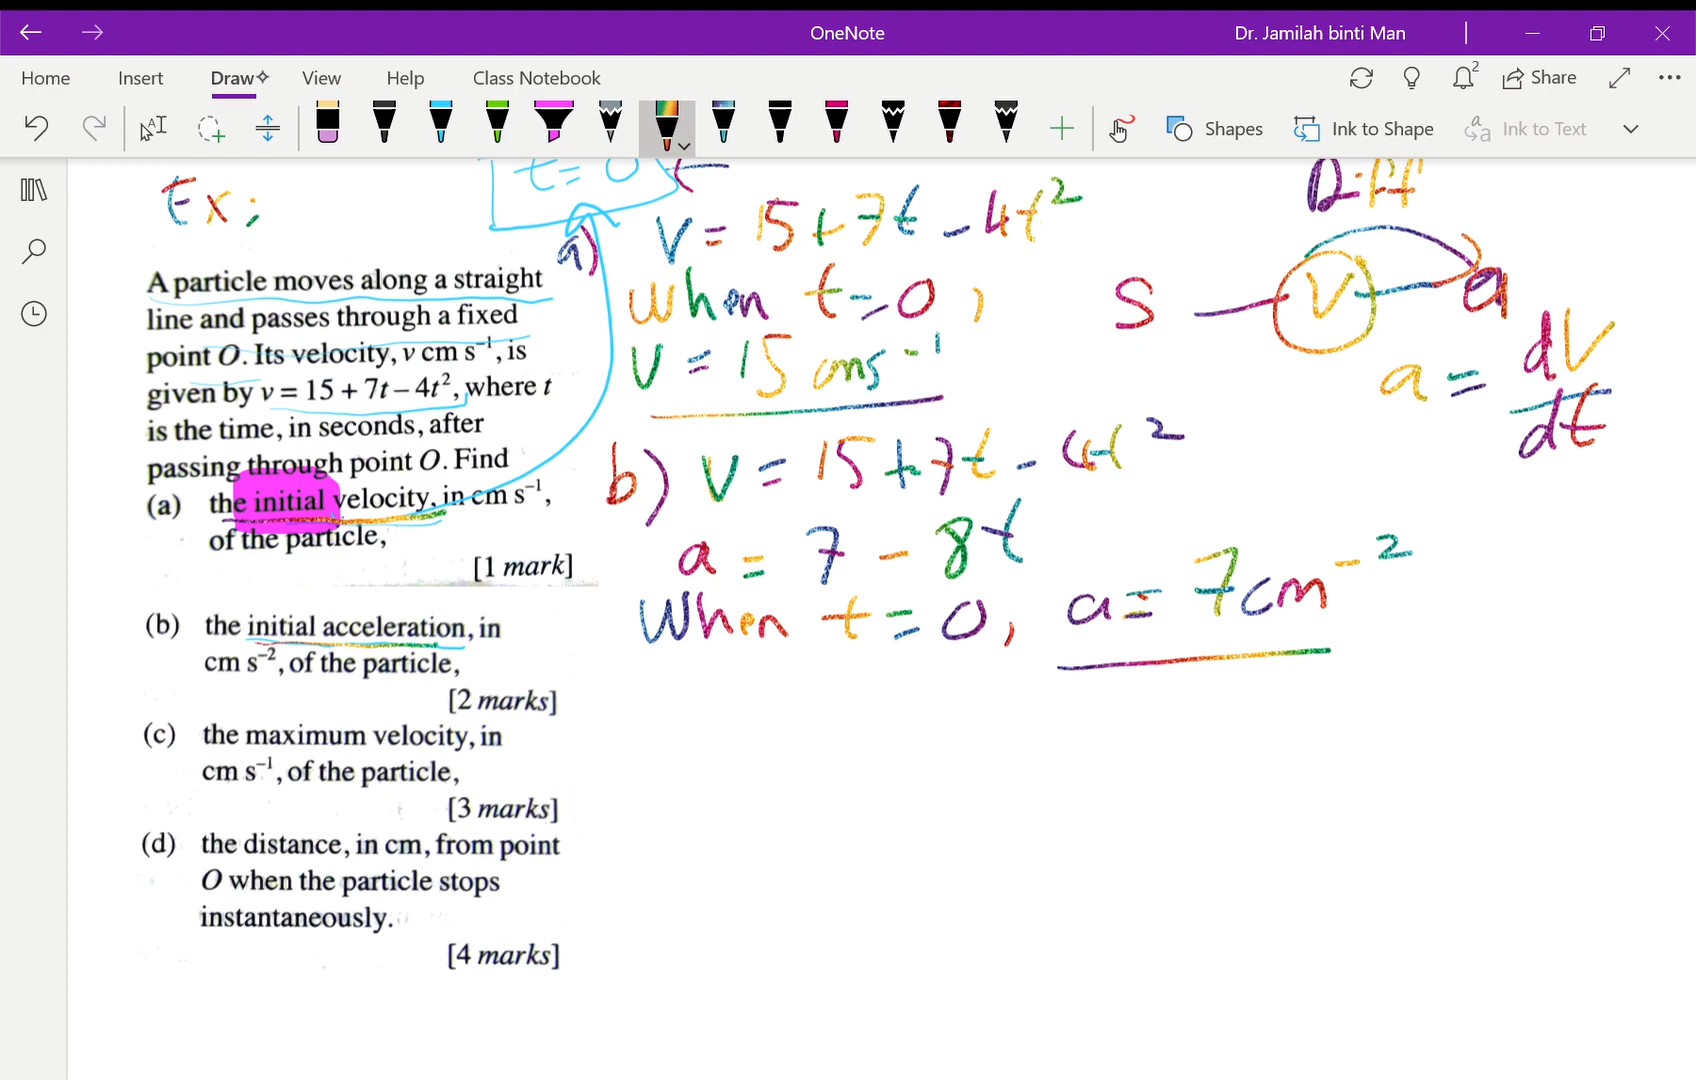 OneNote
Dr. Jamilah binti Man
Home Insert Draw View Help Class Notebook
2
Share
Shapes
Ink to Shape
Ink to Text
Ex;
t = 0
A particle moves along a straight
line and passes through a fixed
point O. Its velocity, v cm s⁻¹, is
given by v = 15 + 7t – 4t², where t
is the time, in seconds, after
passing through point O. Find
(a) the initial velocity, in cm s⁻¹,
of the particle,
[1 mark]
(b) the initial acceleration, in
cm s⁻², of the particle,
[2 marks]
(c) the maximum velocity, in
cm s⁻¹, of the particle,
[3 marks]
(d) the distance, in cm, from point
O when the particle stops
instantaneously.
[4 marks]
a) v = 15 + 7t - 4t²
When t = 0,
v = 15 cms⁻¹
b) v = 15 + 7t - 4t²
a = 7 - 8t
When t = 0, a = 7cm⁻²
s v a
a = dv
dt